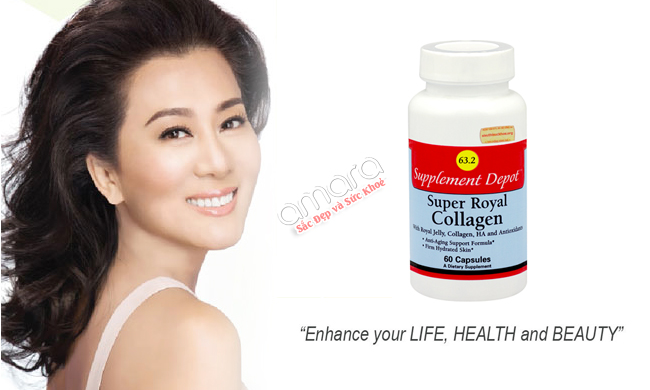 amara
Sắc Đẹp và Sức Khoẻ
63.2
Supplement Depot™
Super Royal
Collagen
With Royal Jelly, Collagen, HA and Antioxidants
• Anti-Aging Support Formula*
• Firm Hydrated Skin*
60 Capsules
A Dietary Supplement
“Enhance your LIFE, HEALTH and BEAUTY”